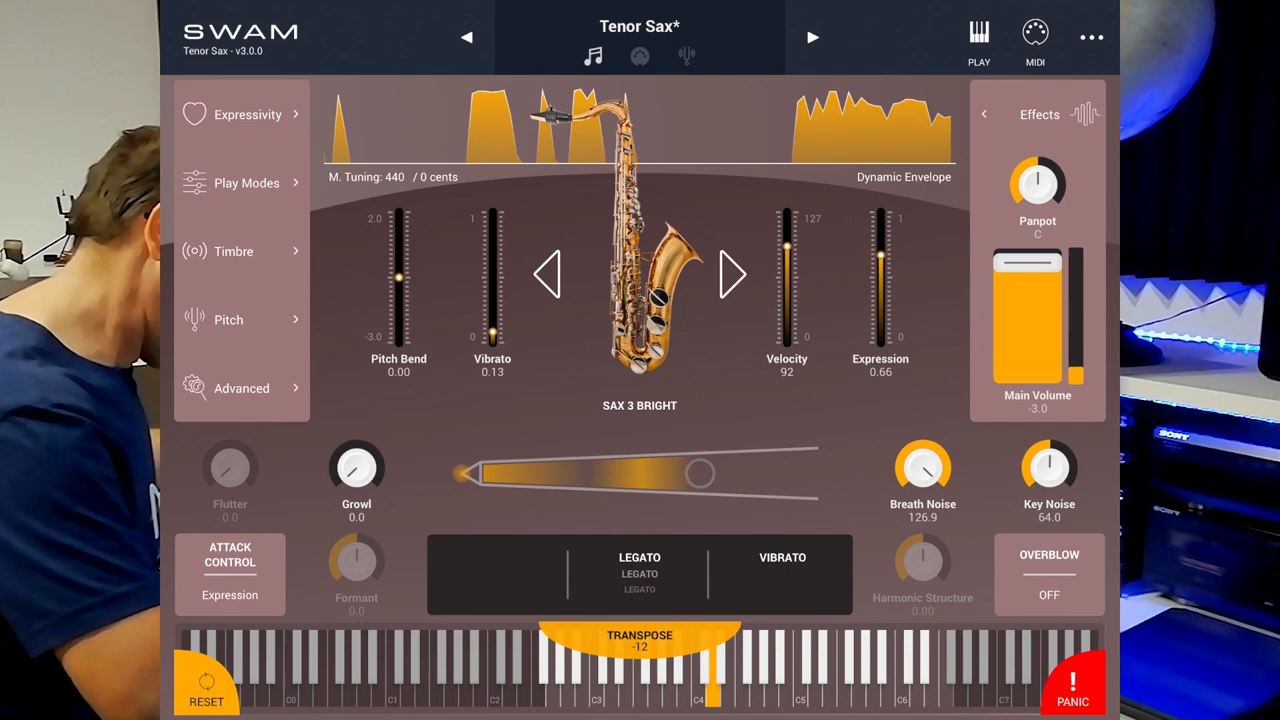 SWAM
Tenor Sax - v3.0.0
Tenor Sax*
PLAY
MIDI
Expressivity
Play Modes
Timbre
Pitch
Advanced
M. Tuning: 440 / 0 cents
Dynamic Envelope
2.0
-3.0
Pitch Bend
0.00
1
0
Vibrato
0.13
127
0
Velocity
92
1
0
Expression
0.66
SAX 3 BRIGHT
Effects
Panpot
C
Main Volume
-3.0
Flutter
0.0
Growl
0.0
Breath Noise
126.9
Key Noise
64.0
ATTACK
CONTROL
Expression
Formant
0.0
LEGATO
LEGATO
LEGATO
VIBRATO
Harmonic Structure
0.00
OVERBLOW
OFF
TRANSPOSE
-12
RESET
C0
C1
C2
C3
C4
C5
C6
C7
!
PANIC
SONY
SONY